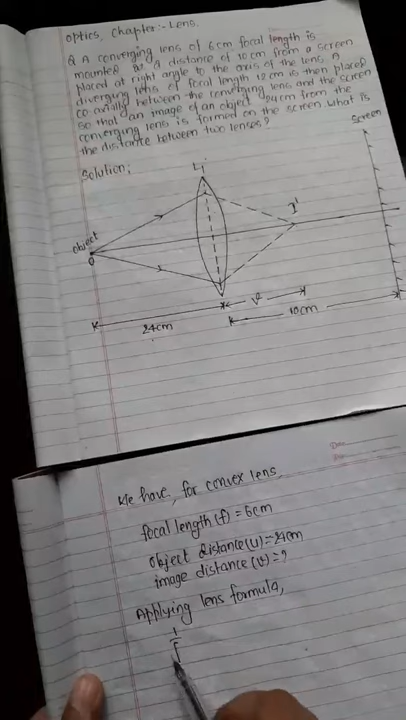 Optics, Chapter:- Lens.
Q. A converging lens of 6cm focal length is
mounted at a distance of 10cm from a screen
placed at right angle to the axis of the lens. A
diverging lens of focal length 12cm is then placed
co-axially between the converging lens and the screen
so that an image of an object 24cm from the
converging lens is formed on the screen. What is
the distance between two lenses?
Solution;
Screen
L1
I'
Object
O
24cm
v
10cm
We have, for convex lens,
focal length (f) = 6cm
object distance (u) = 24cm
image distance (v) = ?
Applying lens formula,
1
f